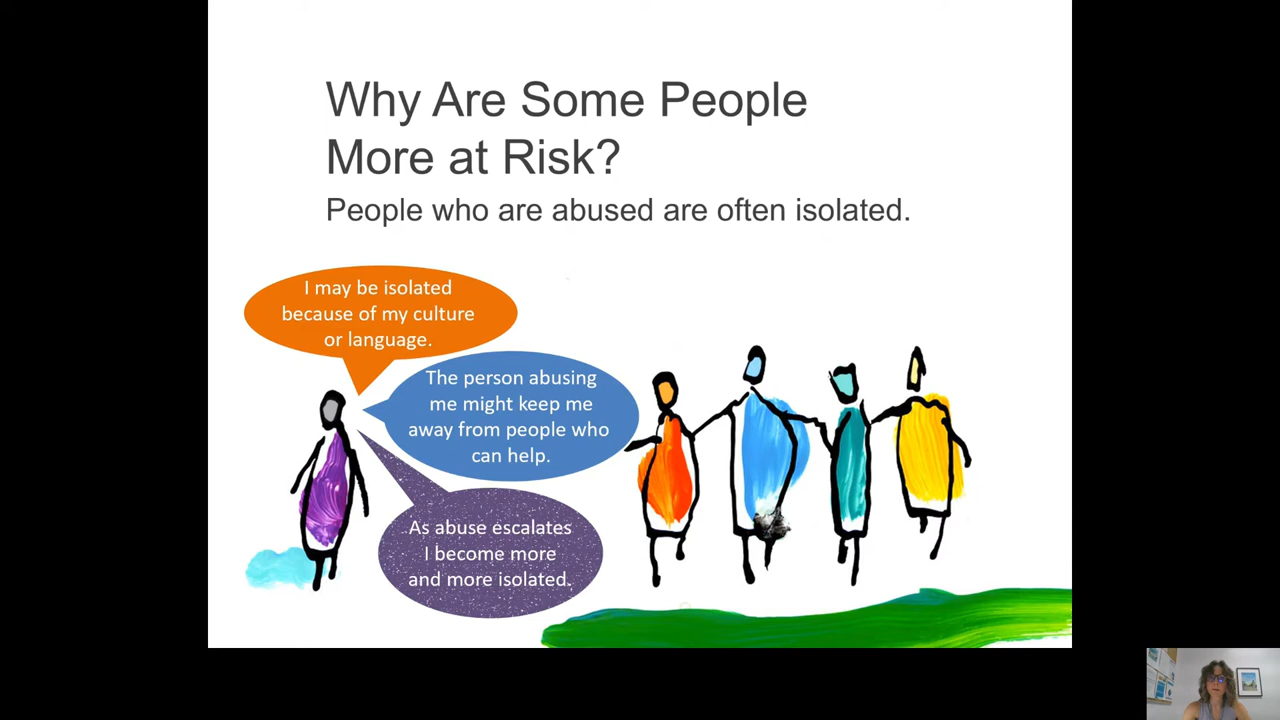 Why Are Some People
More at Risk?
People who are abused are often isolated.
I may be isolated
because of my culture
or language.
The person abusing
me might keep me
away from people who
can help.
As abuse escalates
I become more
and more isolated.